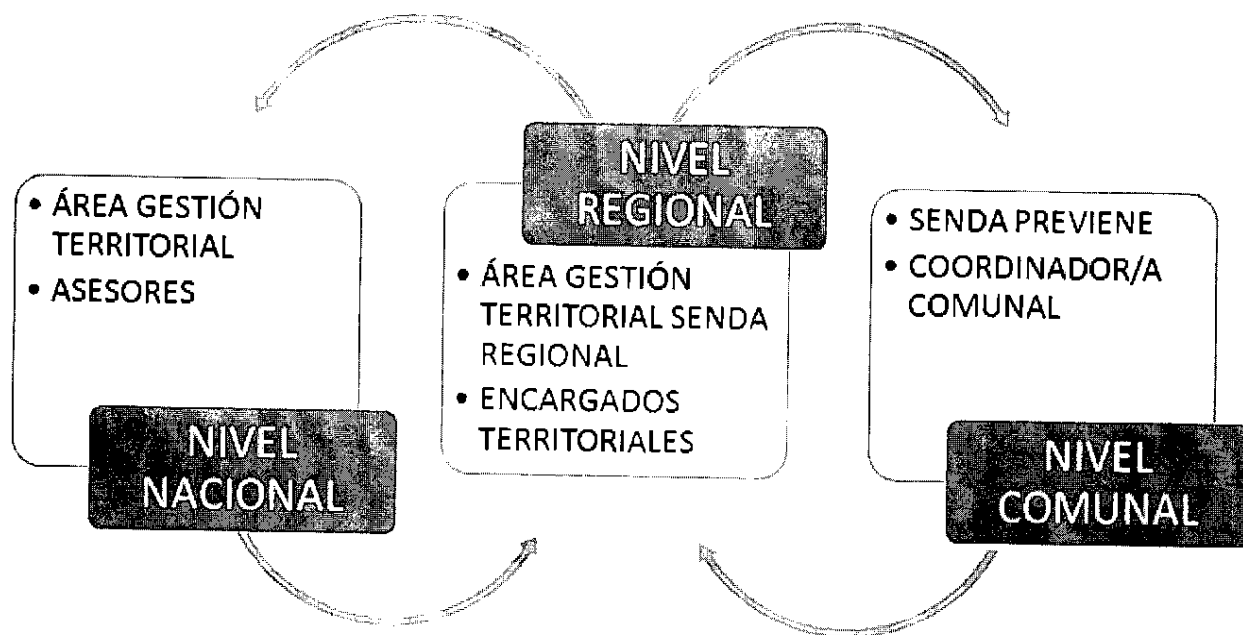 • ÁREA GESTIÓN
TERRITORIAL
• ASESORES
NIVEL
NACIONAL
NIVEL
REGIONAL
• ÁREA GESTIÓN
TERRITORIAL SENDA
REGIONAL
• ENCARGADOS
TERRITORIALES
• SENDA PREVIENE
• COORDINADOR/A
COMUNAL
NIVEL
COMUNAL